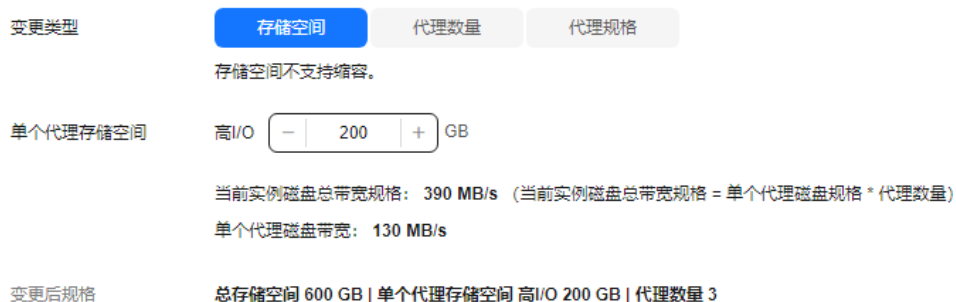 变更类型 存储空间 代理数量 代理规格
存储空间不支持缩容。
单个代理存储空间 高I/O − 200 + GB
当前实例磁盘总带宽规格： 390 MB/s （当前实例磁盘总带宽规格 = 单个代理磁盘规格 * 代理数量）
单个代理磁盘带宽： 130 MB/s
变更后规格 总存储空间 600 GB | 单个代理存储空间 高I/O 200 GB | 代理数量 3